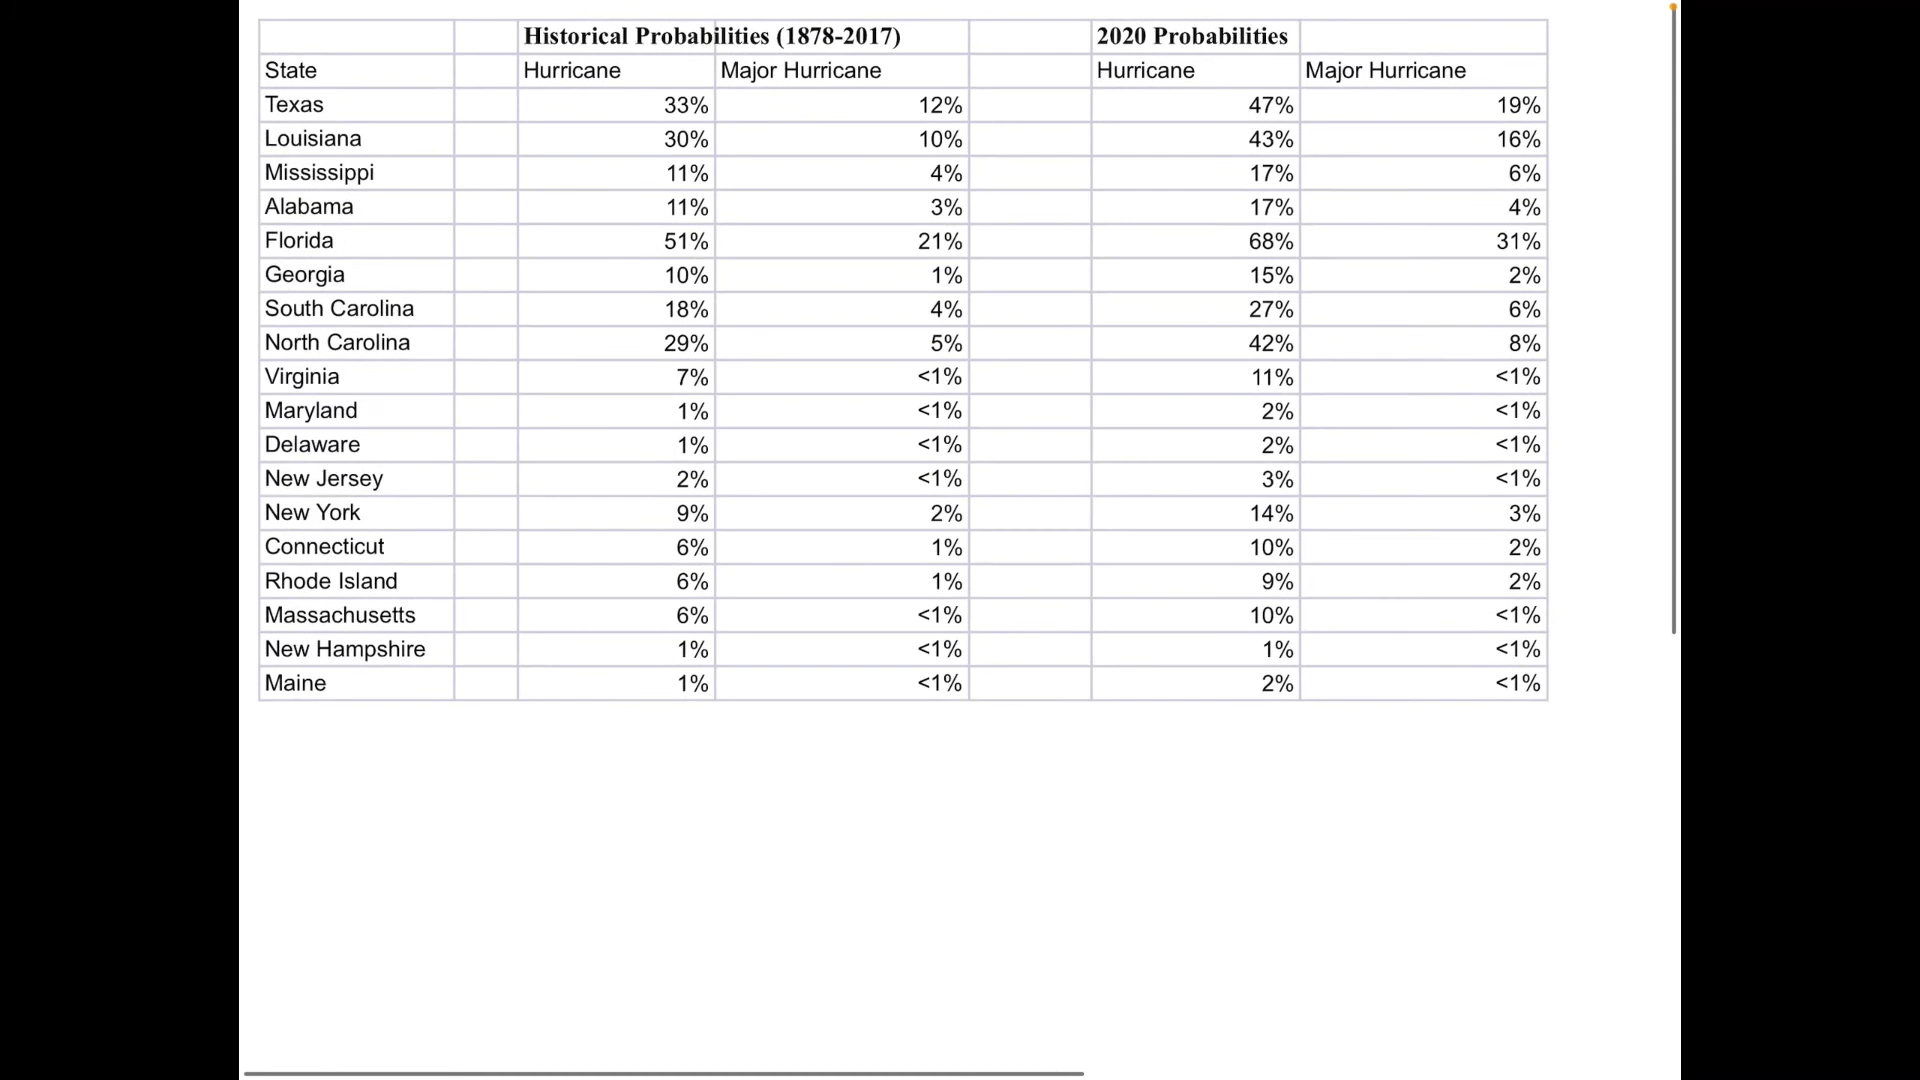 Historical Probabilities (1878-2017) 2020 Probabilities
State Hurricane Major Hurricane Hurricane Major Hurricane
Texas 33% 12% 47% 19%
Louisiana 30% 10% 43% 16%
Mississippi 11% 4% 17% 6%
Alabama 11% 3% 17% 4%
Florida 51% 21% 68% 31%
Georgia 10% 1% 15% 2%
South Carolina 18% 4% 27% 6%
North Carolina 29% 5% 42% 8%
Virginia 7% <1% 11% <1%
Maryland 1% <1% 2% <1%
Delaware 1% <1% 2% <1%
New Jersey 2% <1% 3% <1%
New York 9% 2% 14% 3%
Connecticut 6% 1% 10% 2%
Rhode Island 6% 1% 9% 2%
Massachusetts 6% <1% 10% <1%
New Hampshire 1% <1% 1% <1%
Maine 1% <1% 2% <1%